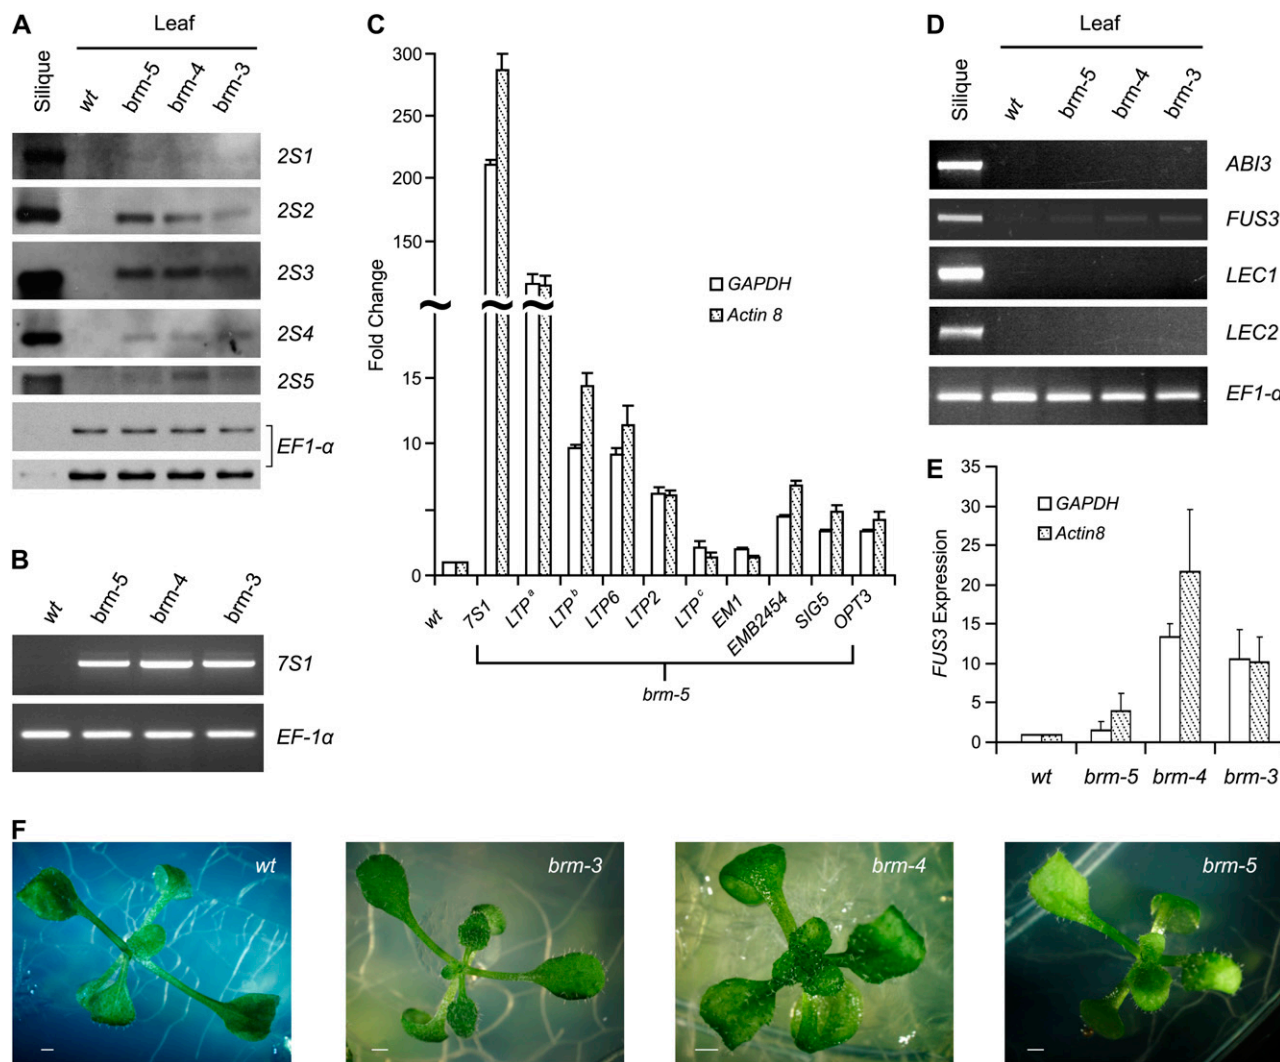 A
Leaf
Silique
wt
brm-5
brm-4
brm-3
2S1
2S2
2S3
2S4
2S5
EF1-α
B
wt
brm-5
brm-4
brm-3
7S1
EF-1α
C
Fold Change
300
250
200
150
15
10
0
GAPDH
Actin 8
wt
7S1
LTPᵃ
LTPᵇ
LTP6
LTP2
LTPᶜ
EM1
EMB2454
SIG5
OPT3
brm-5
D
Leaf
Silique
wt
brm-5
brm-4
brm-3
ABI3
FUS3
LEC1
LEC2
EF1-α
E
FUS3 Expression
35
30
25
20
15
10
5
0
GAPDH
Actin8
wt
brm-5
brm-4
brm-3
F
wt
brm-3
brm-4
brm-5